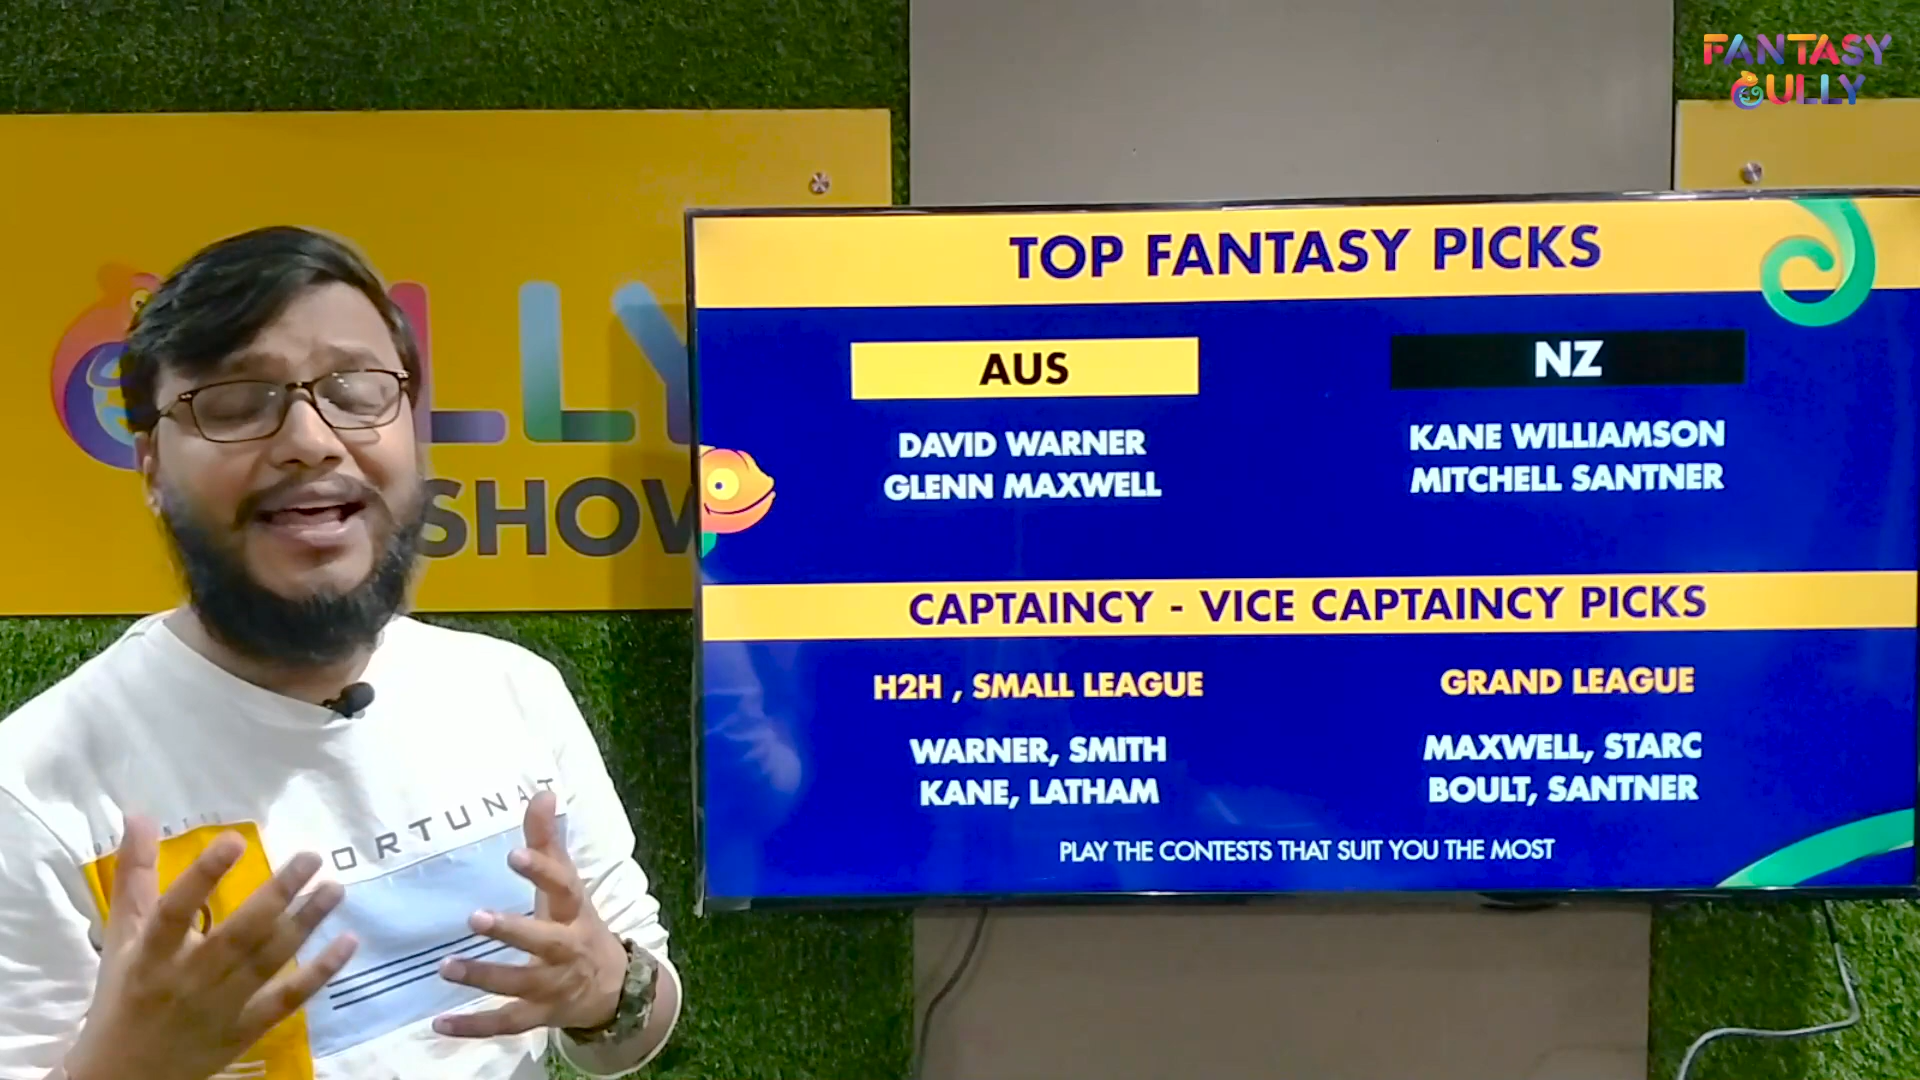 FANTASY
GULLY
LLY
SHOW
TOP FANTASY PICKS
AUS
NZ
DAVID WARNER
GLENN MAXWELL
KANE WILLIAMSON
MITCHELL SANTNER
CAPTAINCY - VICE CAPTAINCY PICKS
H2H , SMALL LEAGUE
GRAND LEAGUE
WARNER, SMITH
KANE, LATHAM
MAXWELL, STARC
BOULT, SANTNER
PLAY THE CONTESTS THAT SUIT YOU THE MOST
ORTUNAT